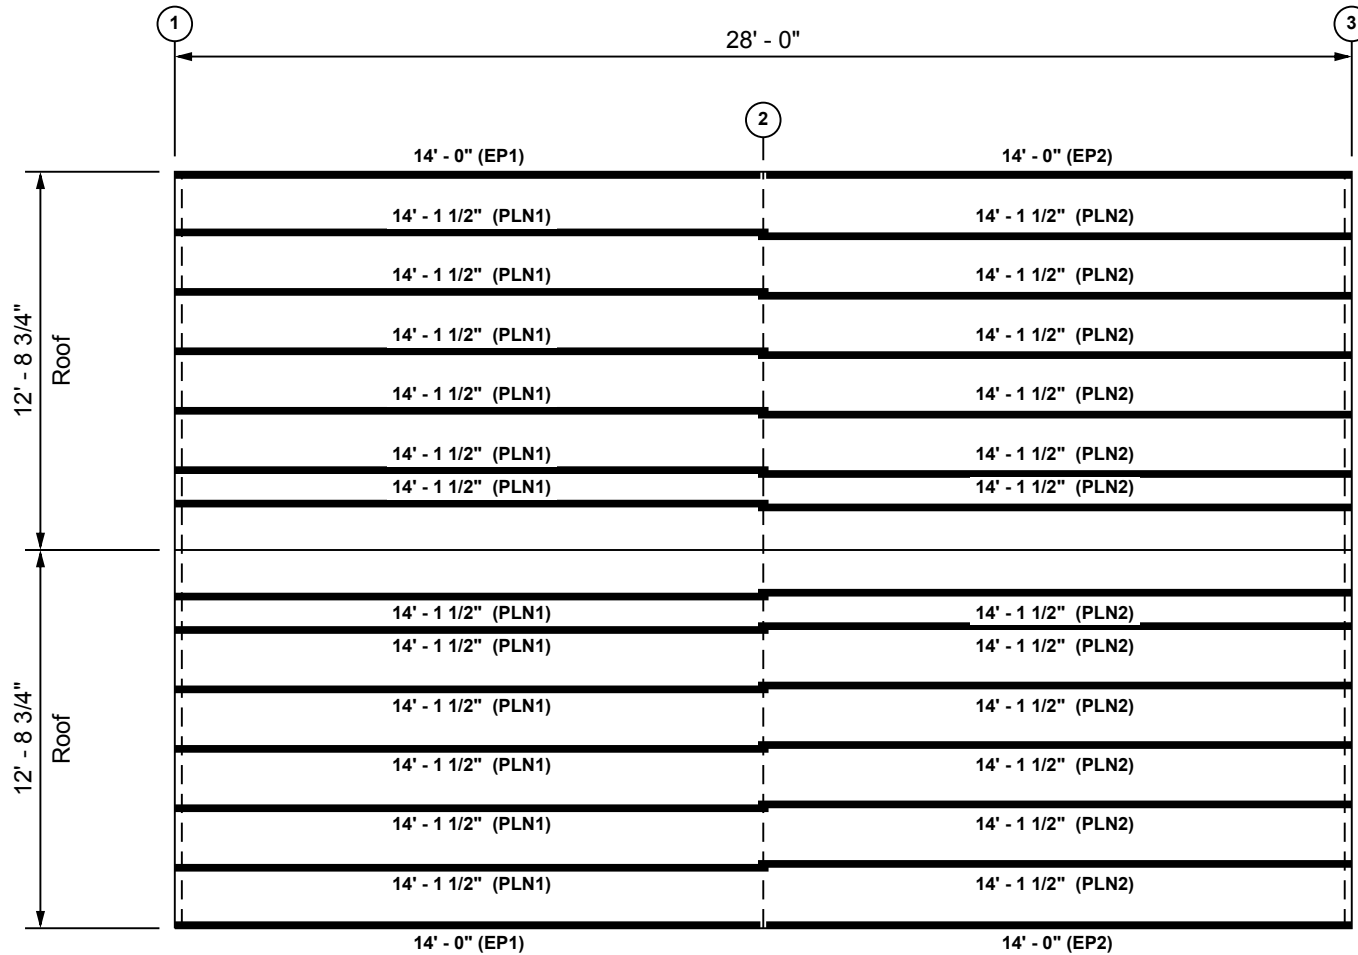 1
3
28' - 0"
2
14' - 0" (EP1)
14' - 0" (EP2)
14' - 1 1/2" (PLN1)
14' - 1 1/2" (PLN2)
14' - 1 1/2" (PLN1)
14' - 1 1/2" (PLN2)
14' - 1 1/2" (PLN1)
14' - 1 1/2" (PLN2)
14' - 1 1/2" (PLN1)
14' - 1 1/2" (PLN2)
14' - 1 1/2" (PLN1)
14' - 1 1/2" (PLN2)
14' - 1 1/2" (PLN1)
14' - 1 1/2" (PLN2)
12' - 8 3/4"
Roof
14' - 1 1/2" (PLN1)
14' - 1 1/2" (PLN2)
14' - 1 1/2" (PLN1)
14' - 1 1/2" (PLN2)
14' - 1 1/2" (PLN1)
14' - 1 1/2" (PLN2)
14' - 1 1/2" (PLN1)
14' - 1 1/2" (PLN2)
14' - 1 1/2" (PLN1)
14' - 1 1/2" (PLN2)
14' - 1 1/2" (PLN1)
14' - 1 1/2" (PLN2)
12' - 8 3/4"
Roof
14' - 0" (EP1)
14' - 0" (EP2)